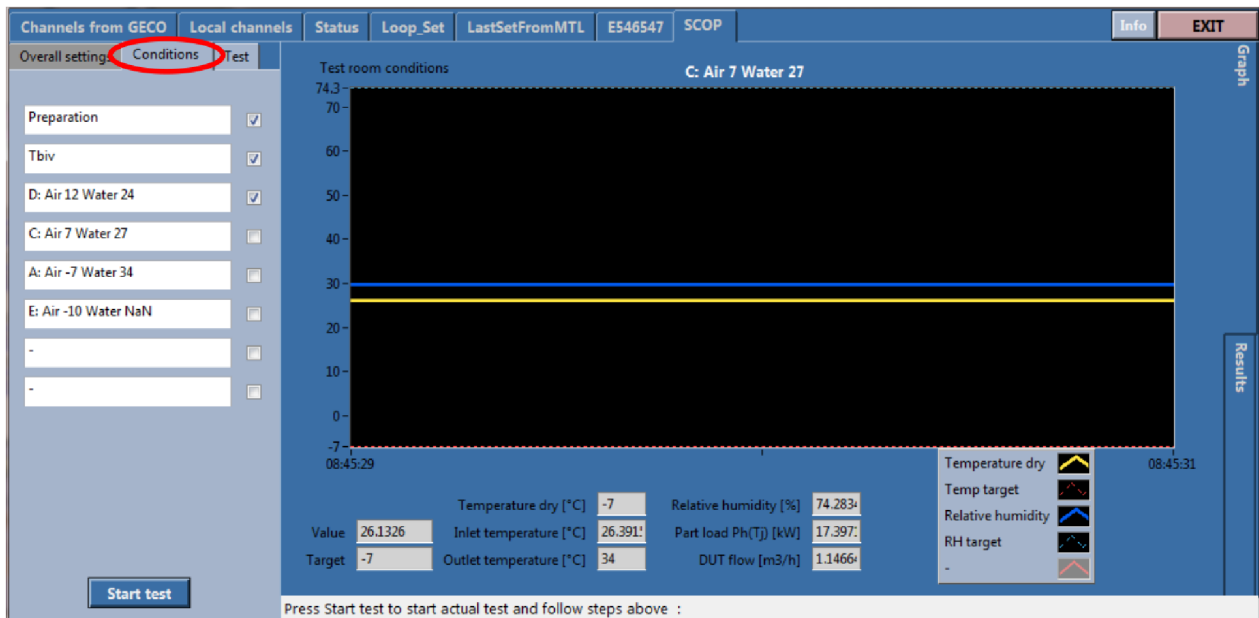 Channels from GECO Local channels Status Loop_Set LastSetFromMTL E546547 SCOP Info EXIT
Overall settings Conditions Test
Preparation
Tbiv
D: Air 12 Water 24
C: Air 7 Water 27
A: Air -7 Water 34
E: Air -10 Water NaN
-
-
Start test
Test room conditions
C: Air 7 Water 27
74.3
70
60
50
40
30
20
10
0
-7
08:45:29
08:45:31
Graph
Results
Temperature dry
Temp target
Relative humidity
RH target
-
Temperature dry [°C] -7 Relative humidity [%] 74.2834
Value 26.1326 Inlet temperature [°C] 26.391 Part load Ph(Tj) [kW] 17.397
Target -7 Outlet temperature [°C] 34 DUT flow [m3/h] 1.1466
Press Start test to start actual test and follow steps above :